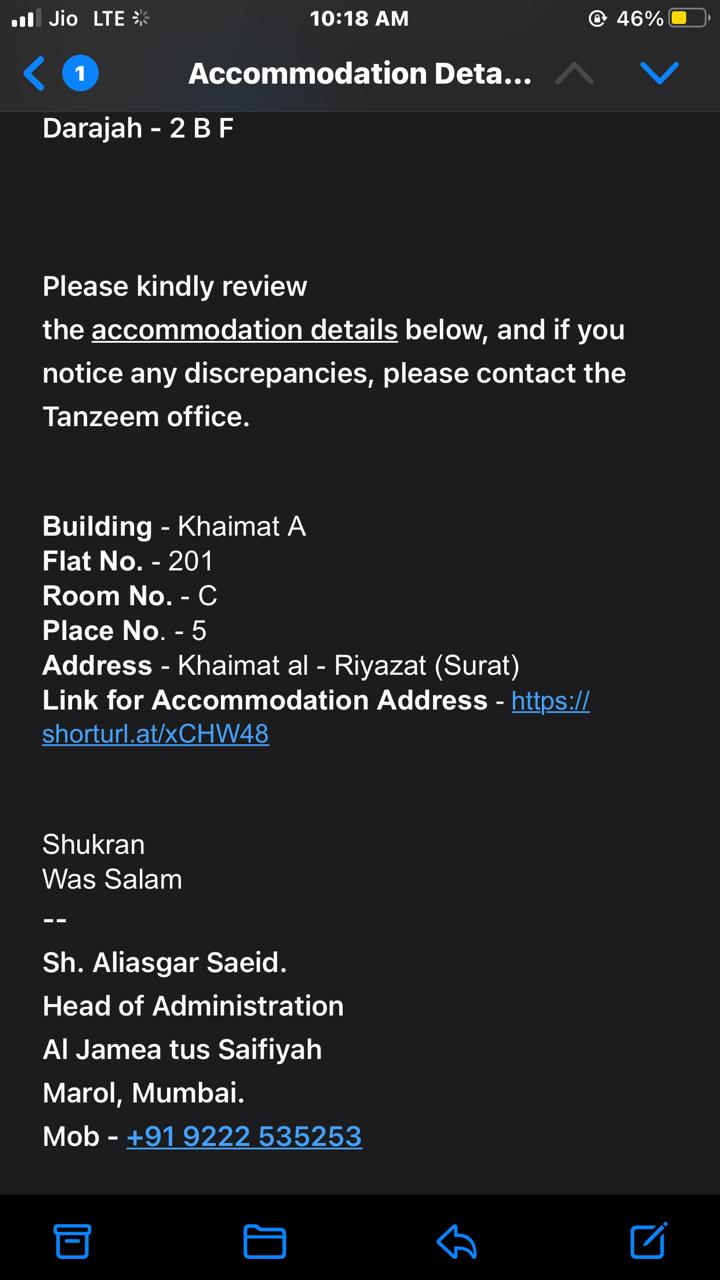 Jio LTE 10:18 AM 46%
1 Accommodation Deta...
Darajah - 2 B F
Please kindly review
the accommodation details below, and if you
notice any discrepancies, please contact the
Tanzeem office.
Building - Khaimat A
Flat No. - 201
Room No. - C
Place No. - 5
Address - Khaimat al - Riyazat (Surat)
Link for Accommodation Address - https://
shorturl.at/xCHW48
Shukran
Was Salam
--
Sh. Aliasgar Saeid.
Head of Administration
Al Jamea tus Saifiyah
Marol, Mumbai.
Mob - +91 9222 535253